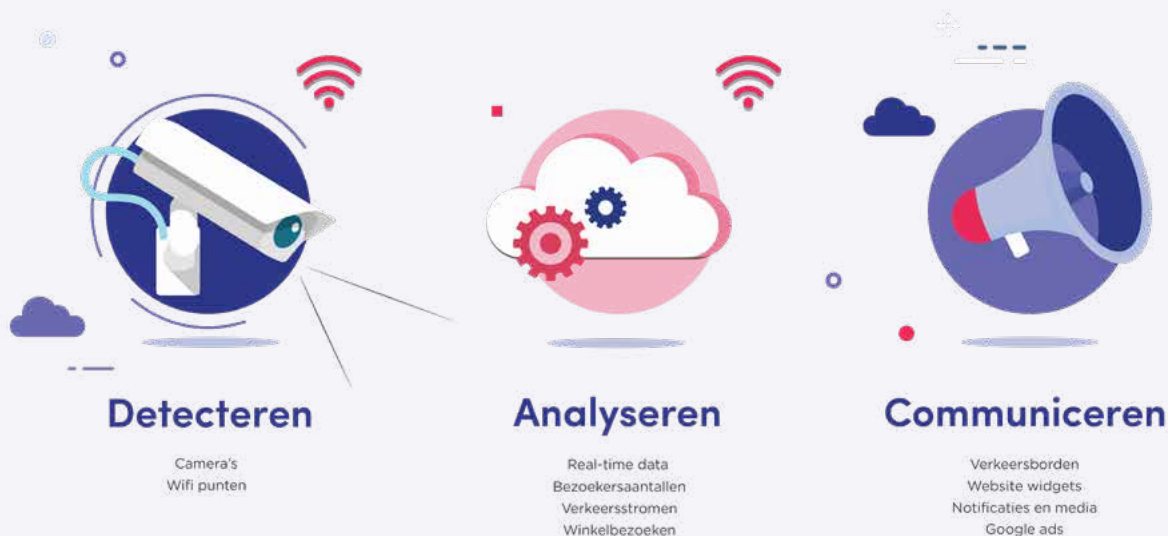 Detecteren
Camera's
Wifi punten
Analyseren
Real-time data
Bezoekersaantallen
Verkeersstromen
Winkelbezoeken
Communiceren
Verkeersborden
Website widgets
Notificaties en media
Google ads